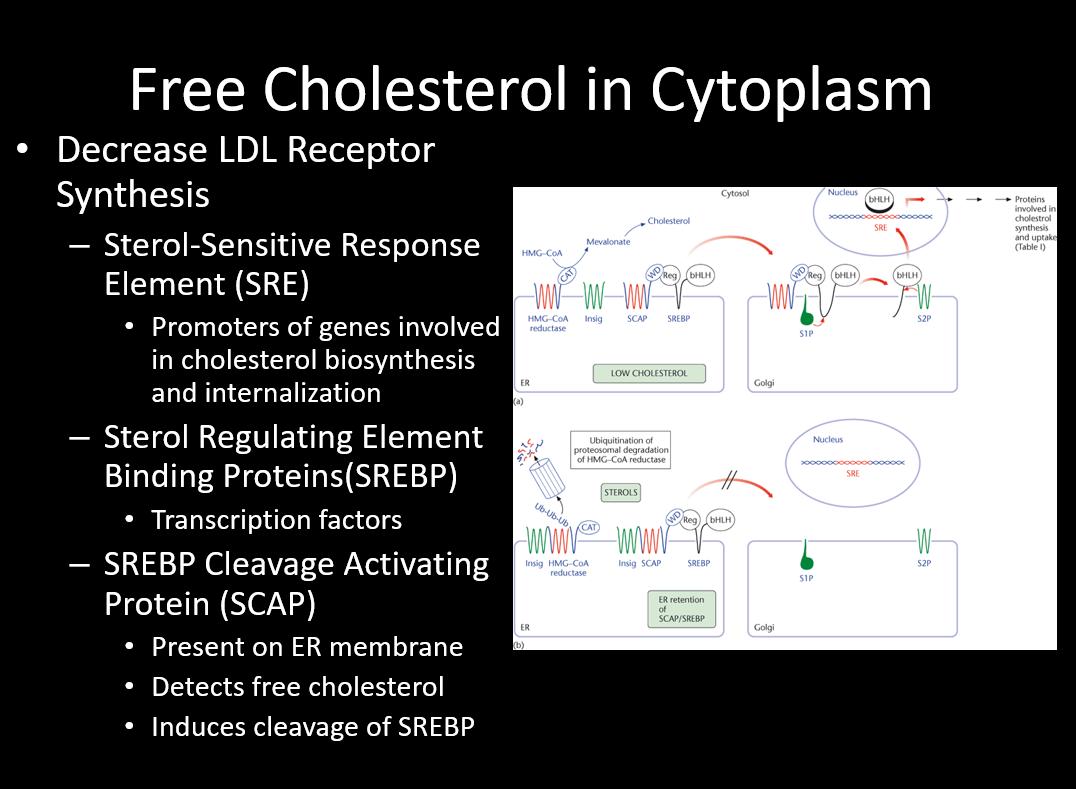 Free Cholesterol in Cytoplasm
• Decrease LDL Receptor
Synthesis
– Sterol-Sensitive Response
Element (SRE)
• Promoters of genes involved
in cholesterol biosynthesis
and internalization
– Sterol Regulating Element
Binding Proteins(SREBP)
• Transcription factors
– SREBP Cleavage Activating
Protein (SCAP)
• Present on ER membrane
• Detects free cholesterol
• Induces cleavage of SREBP
Cytosol
Nucleus
bHLH
SRE
Proteins
involved in
cholestrol
synthesis
and uptake
(Table I)
Cholesterol
Mevalonate
HMG–CoA
CAT
WD
Reg
bHLH
HMG–CoA
reductase
Insig
SCAP
SREBP
LOW CHOLESTEROL
ER
WD
Reg
bHLH
bHLH
S1P
S2P
Golgi
(a)
Ubiquitination of
proteosomal degradation
of HMG–CoA reductase
STEROLS
Nucleus
SRE
Ub-Ub-Ub
CAT
WD
Reg
bHLH
Insig
HMG–CoA
reductase
Insig
SCAP
SREBP
ER retention
of
SCAP/SREBP
ER
S1P
S2P
Golgi
(b)